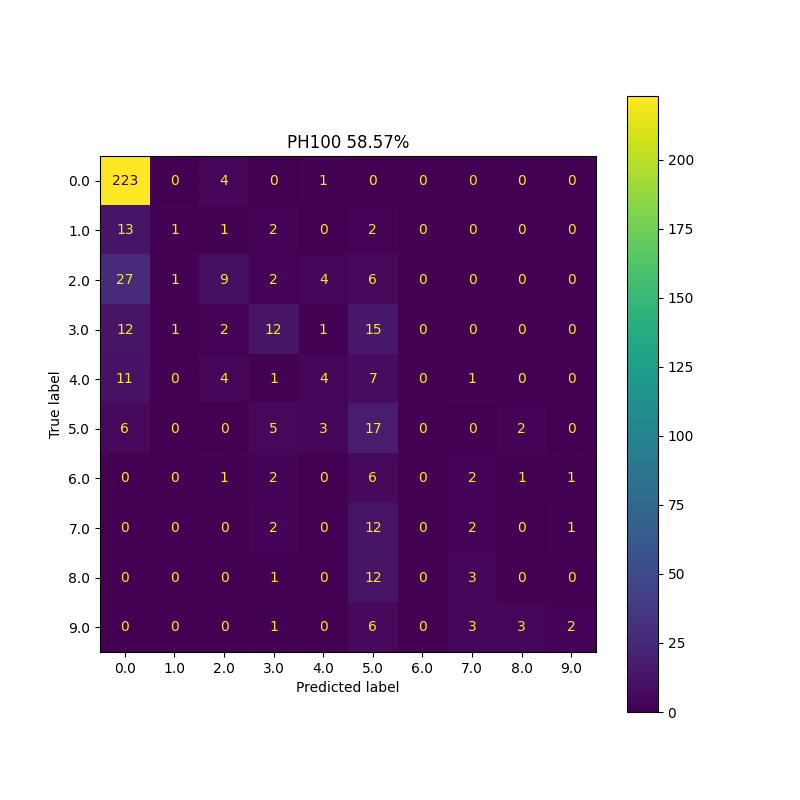 PH100 58.57%
0.0 223 0 4 0 1 0 0 0 0 0
1.0 13 1 1 2 0 2 0 0 0 0
2.0 27 1 9 2 4 6 0 0 0 0
3.0 12 1 2 12 1 15 0 0 0 0
4.0 11 0 4 1 4 7 0 1 0 0
5.0 6 0 0 5 3 17 0 0 2 0
6.0 0 0 1 2 0 6 0 2 1 1
7.0 0 0 0 2 0 12 0 2 0 1
8.0 0 0 0 1 0 12 0 3 0 0
9.0 0 0 0 1 0 6 0 3 3 2
0.0 1.0 2.0 3.0 4.0 5.0 6.0 7.0 8.0 9.0
Predicted label
True label
200
175
150
125
100
75
50
25
0